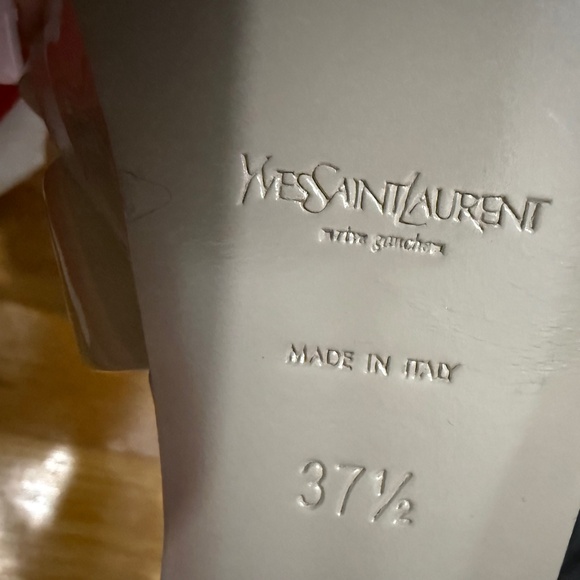 YVESSAINTLAURENT
rive gauche
MADE IN ITALY
37½